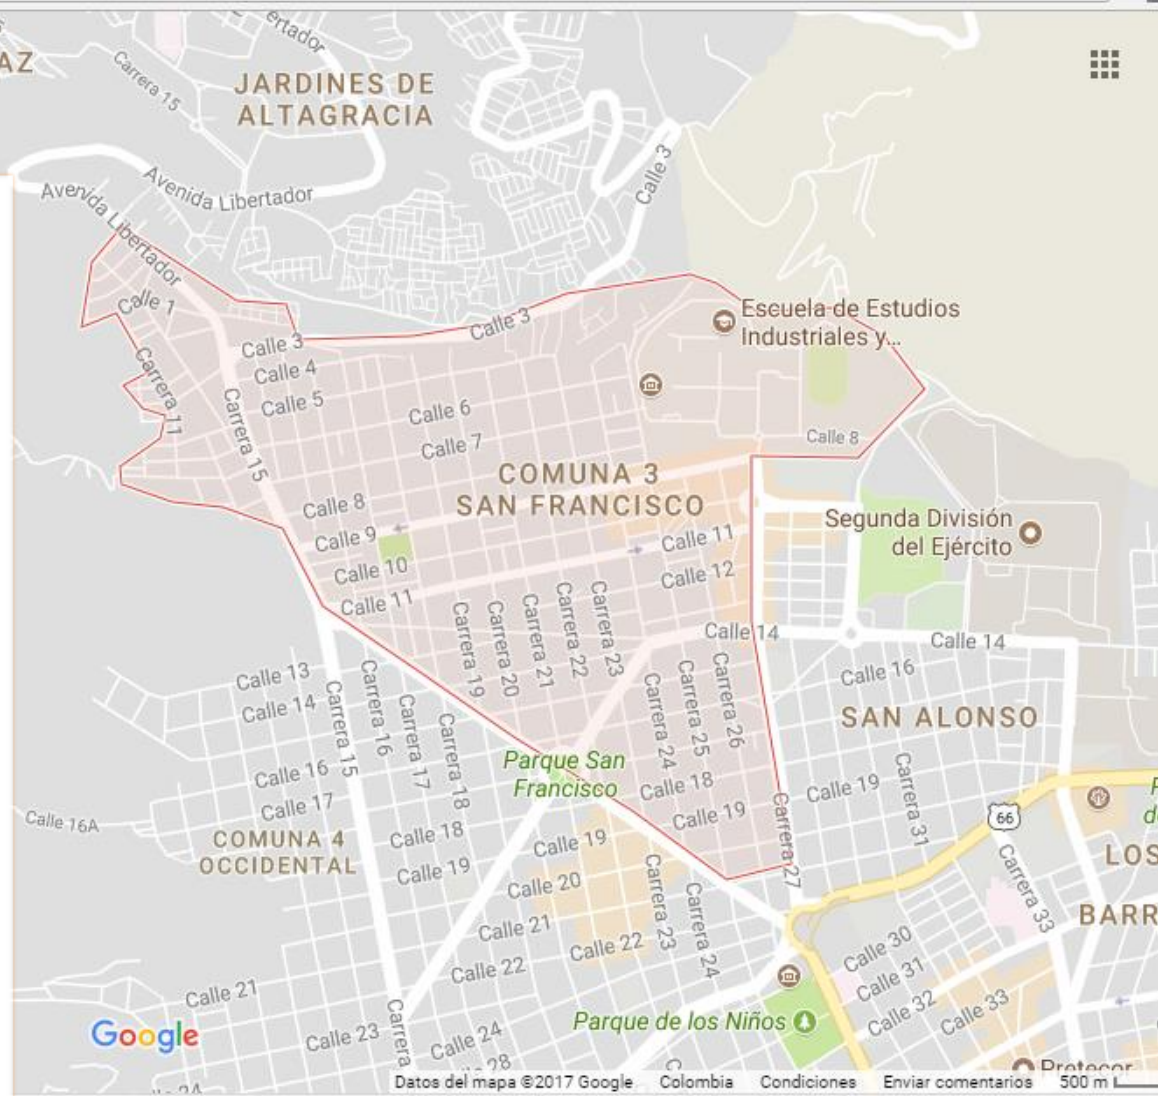 AZ
ertador
Carrera 15
JARDINES DE
ALTAGRACIA
Avenida Libertador
Avenida Libertador
Calle 3
Calle 1
Calle 3
Calle 3
Calle 4
Calle 5
Carrera 11
Carrera 15
Escuela de Estudios
Industriales y...
Calle 6
Calle 7
Calle 8
COMUNA 3
SAN FRANCISCO
Calle 8
Calle 9
Calle 10
Calle 11
Calle 11
Calle 12
Segunda División
del Ejército
Carrera 19
Carrera 20
Carrera 21
Carrera 22
Carrera 23
Calle 14
Calle 14
Calle 13
Calle 14
Carrera 15
Carrera 16
Carrera 17
Carrera 18
Carrera 24
Carrera 25
Carrera 26
Calle 16
SAN ALONSO
Parque San
Francisco
Calle 16
Calle 17
Calle 16A
COMUNA 4
OCCIDENTAL
Calle 18
Calle 19
Calle 18
Calle 19
Calle 19
Carrera 31
Carrera 27
66
Calle 19
Calle 20
Calle 21
Calle 22
Calle 22
Carrera 23
Carrera 24
Carrera 33
LOS
BARR
Calle 30
Calle 31
Calle 32
Calle 33
Calle 21
Calle 23
Calle 24
Carrera
Parque de los Niños
Google
Datos del mapa ©2017 Google Colombia Condiciones Enviar comentarios 500 m